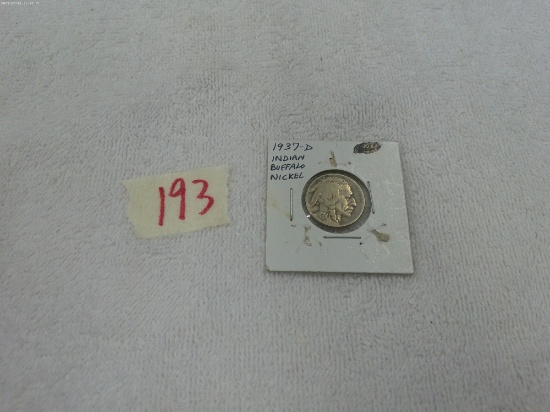 193
1937-D
INDIAN
BUFFALO
NICKEL